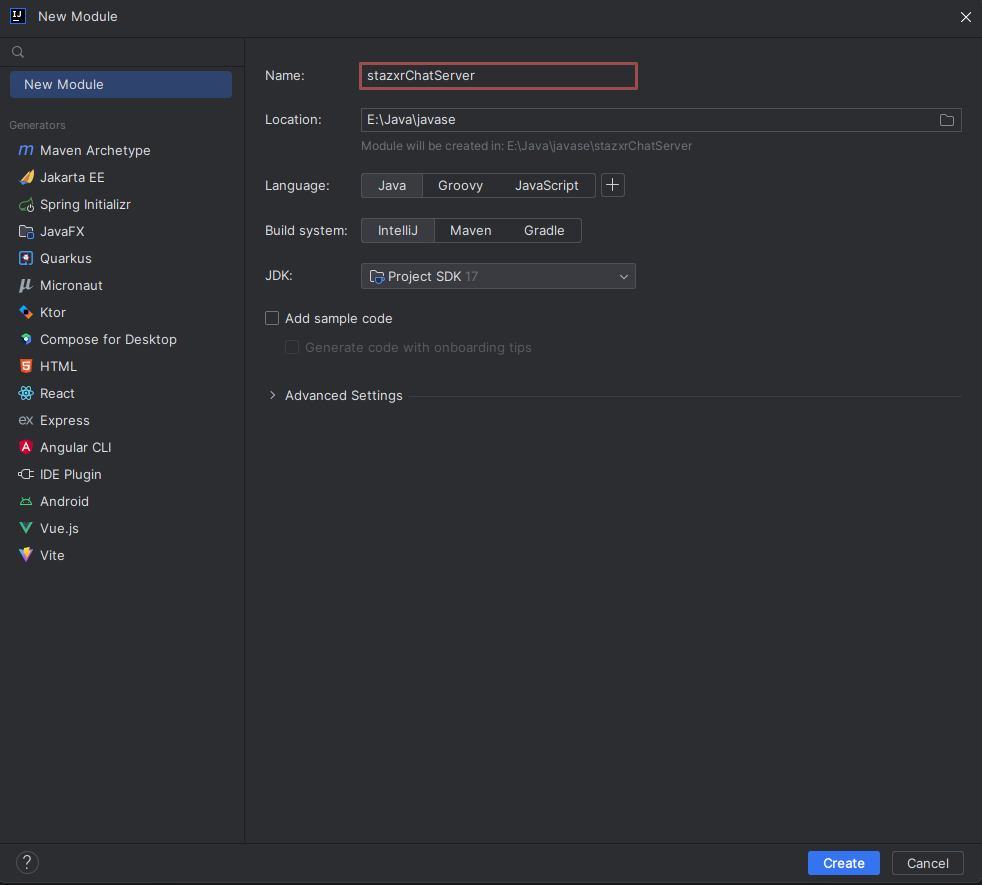 New Module
New Module
Generators
Maven Archetype
Jakarta EE
Spring Initializr
JavaFX
Quarkus
Micronaut
Ktor
Compose for Desktop
HTML
React
Express
Angular CLI
IDE Plugin
Android
Vue.js
Vite
Name: stazxrChatServer
Location: E:\Java\javase
Module will be created in: E:\Java\javase\stazxrChatServer
Language: Java Groovy JavaScript
Build system: IntelliJ Maven Gradle
JDK: Project SDK 17
Add sample code
Generate code with onboarding tips
Advanced Settings
? Create Cancel